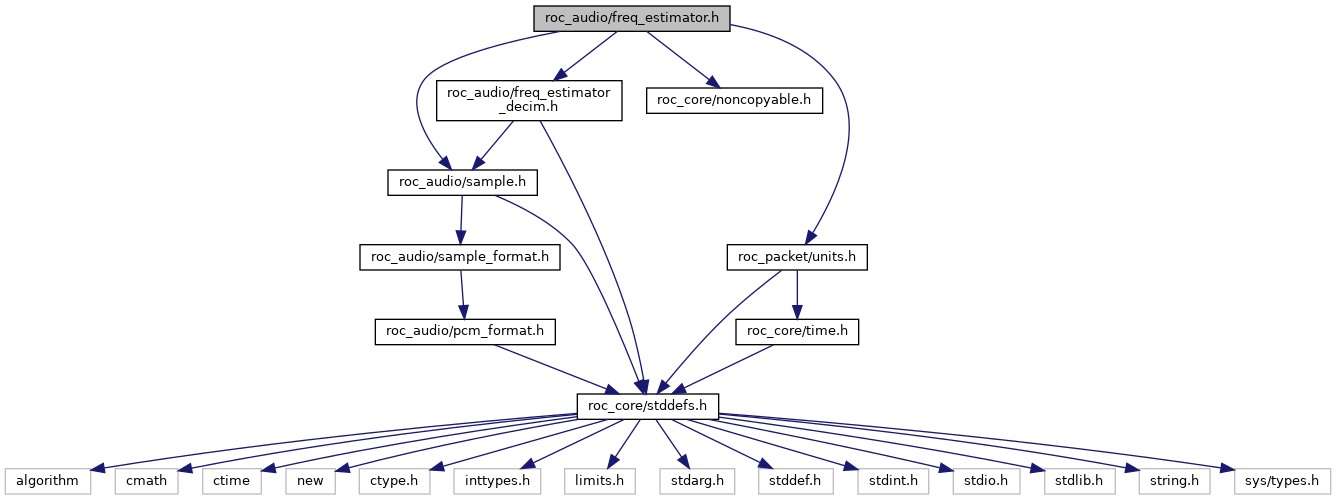 roc_audio/freq_estimator.h
roc_audio/freq_estimator
_decim.h
roc_core/noncopyable.h
roc_audio/sample.h
roc_audio/sample_format.h
roc_packet/units.h
roc_audio/pcm_format.h
roc_core/time.h
roc_core/stddefs.h
algorithm
cmath
ctime
new
ctype.h
inttypes.h
limits.h
stdarg.h
stddef.h
stdint.h
stdio.h
stdlib.h
string.h
sys/types.h